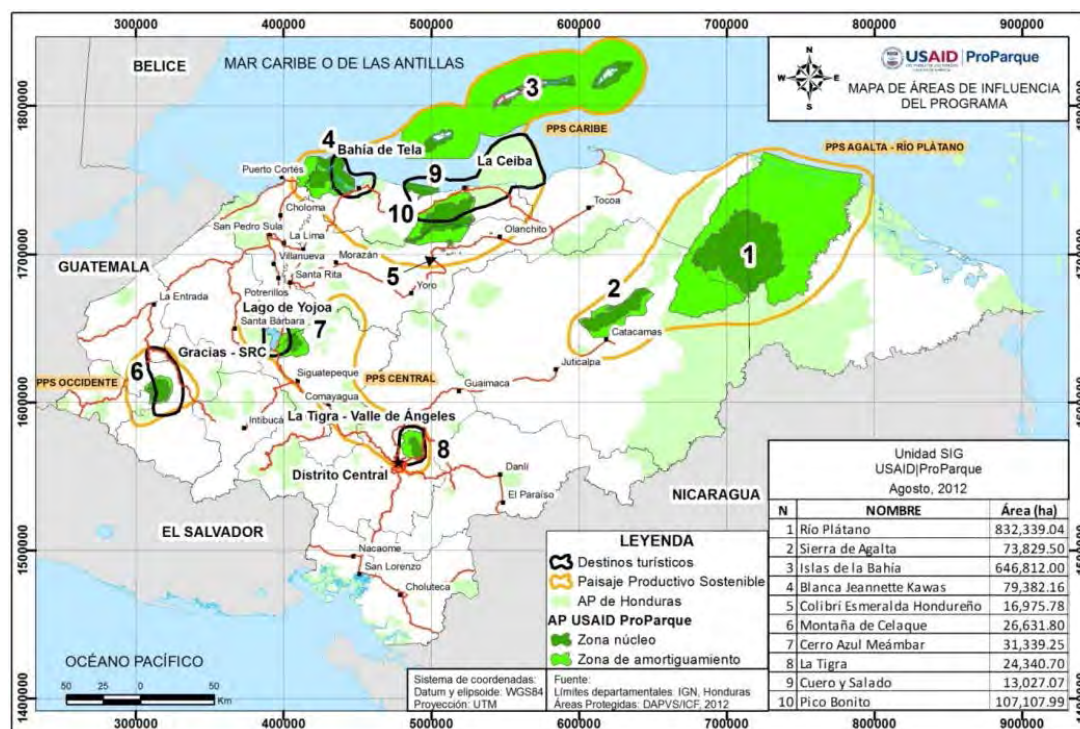 300000 400000 500000 600000 700000 800000 900000
BELICE
MAR CARIBE O DE LAS ANTILLAS
N
W E
S
USAID | ProParque
MAPA DE ÁREAS DE INFLUENCIA
DEL PROGRAMA
1800000
3
PPS CARIBE
PPS AGALTA - RÍO PLÁTANO
4
Bahía de Tela
La Ceiba
9
Puerto Cortés
10
Choloma
Tocoa
San Pedro Sula
La Lima
Olanchito
1700000
GUATEMALA
Villanueva
Morazán
1
Santa Rita
5
Yoro
Potrerillos
La Entrada
2
Lago de Yojoa
Santa Bárbara
7
Catacamas
Gracias - SRC
6
Juticalpa
PPS OCCIDENTE
Siguatepeque
PPS CENTRAL
Guaimaca
1600000
Comayagua
La Tigra - Valle de Ángeles
Intibucá
8
Distrito Central
Danlí
El Paraíso
NICARAGUA
EL SALVADOR
1500000
Nacaome
San Lorenzo
Choluteca
OCÉANO PACÍFICO
50 25 0 50
Km
1400000
LEYENDA
Destinos turísticos
Paisaje Productivo Sostenible
AP de Honduras
AP USAID ProParque
Zona núcleo
Zona de amortiguamiento
Sistema de coordenadas:
Datum y elipsoide: WGS84
Proyección: UTM
Fuente:
Límites departamentales: IGN, Honduras
Áreas Protegidas: DAPVS/ICF, 2012
Unidad SIG
USAID|ProParque
Agosto, 2012
N NOMBRE Área (ha)
1 Río Plátano 832,339.04
2 Sierra de Agalta 73,829.50
3 Islas de la Bahía 646,812.00
4 Blanca Jeannette Kawas 79,382.16
5 Colibrí Esmeralda Hondureño 16,975.78
6 Montaña de Celaque 26,631.80
7 Cerro Azul Meámbar 31,339.25
8 La Tigra 24,340.70
9 Cuero y Salado 13,027.07
10 Pico Bonito 107,107.99
300000 400000 500000 600000 700000 800000 900000